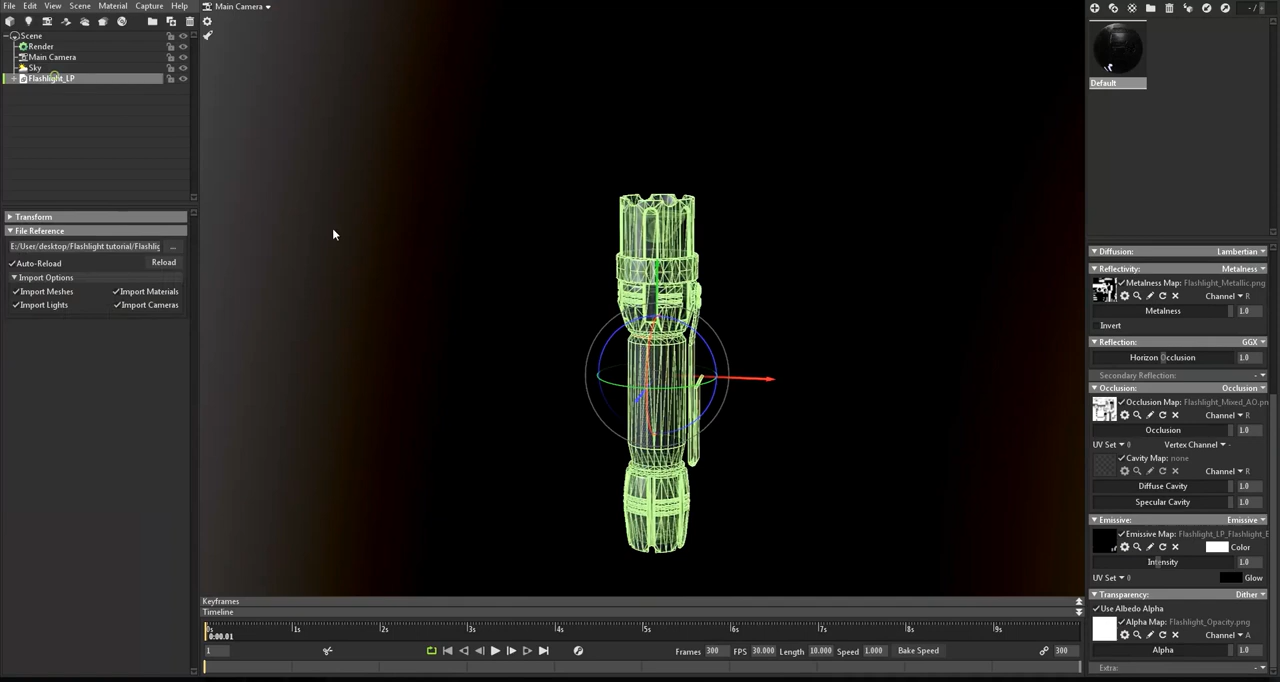 File Edit View Scene Material Capture Help
Main Camera
- / -
Scene
Render
Main Camera
Sky
Flashlight_LP
Default
Transform
File Reference
E:/User/desktop/Flashlight tutorial/Flashlig ...
Auto-Reload Reload
Import Options
Import Meshes Import Materials
Import Lights Import Cameras
Diffusion: Lambertian
Reflectivity: Metalness
Metalness Map: Flashlight_Metallic.png
Channel R
Metalness 1.0
Invert
Reflection: GGX
Horizon Occlusion 1.0
Secondary Reflection: -
Occlusion: Occlusion
Occlusion Map: Flashlight_Mixed_AO.pn
Channel R
Occlusion 1.0
UV Set 0 Vertex Channel -
Cavity Map: none
Channel R
Diffuse Cavity 1.0
Specular Cavity 1.0
Emissive: Emissive
Emissive Map: Flashlight_LP_Flashlight_E
Color
Intensity 1.0
UV Set 0 Glow
Transparency: Dither
Use Albedo Alpha
Alpha Map: Flashlight_Opacity.png
Channel A
Alpha 1.0
Extra: -
Keyframes
Timeline
0s 1s 2s 3s 4s 5s 6s 7s 8s 9s
0:00.01
1 Frames 300 FPS 30.000 Length 10.000 Speed 1.000 Bake Speed 300